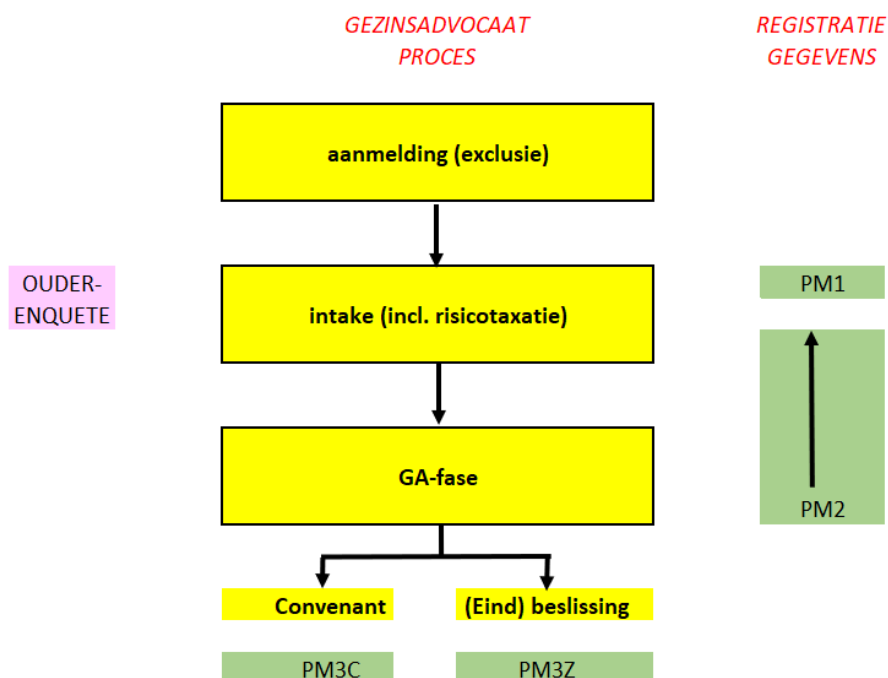 GEZINSADVOCAAT
PROCES
REGISTRATIE
GEGEVENS
aanmelding (exclusie)
OUDER-
ENQUETE
intake (incl. risicotaxatie)
PM1
GA-fase
PM2
Convenant
(Eind) beslissing
PM3C
PM3Z